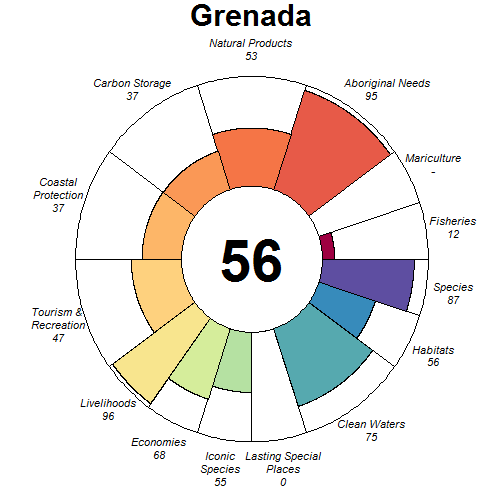 Grenada
Natural Products
53
Carbon Storage
37
Aboriginal Needs
95
Mariculture
-
Coastal
Protection
37
Fisheries
12
56
Species
87
Tourism &
Recreation
47
Habitats
56
Livelihoods
96
Clean Waters
75
Economies
68
Iconic
Species
55
Lasting Special
Places
0